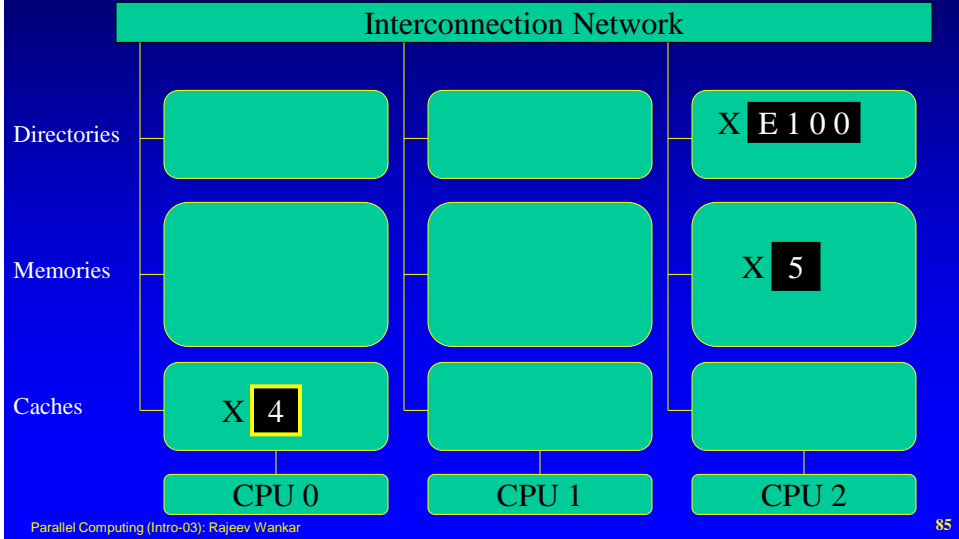 Interconnection Network
Directories
X E 1 0 0
Memories
X 5
Caches
X 4
CPU 0 CPU 1 CPU 2
Parallel Computing (Intro-03): Rajeev Wankar 85